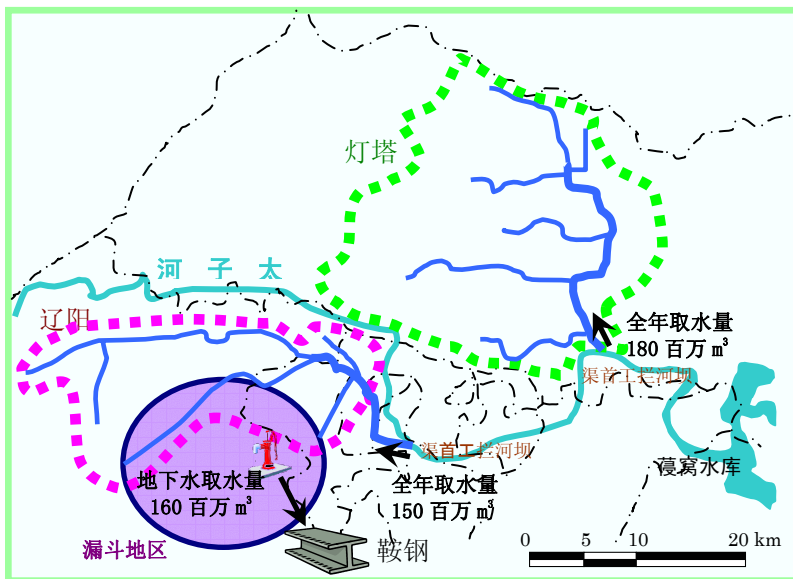 灯塔
河 子 太
辽阳
全年取水量
180 百万 m³
渠首工拦河坝
渠首工拦河坝
葠窝水库
全年取水量
150 百万 m³
地下水取水量
160 百万 m³
漏斗地区
鞍钢
0 5 10 20 km